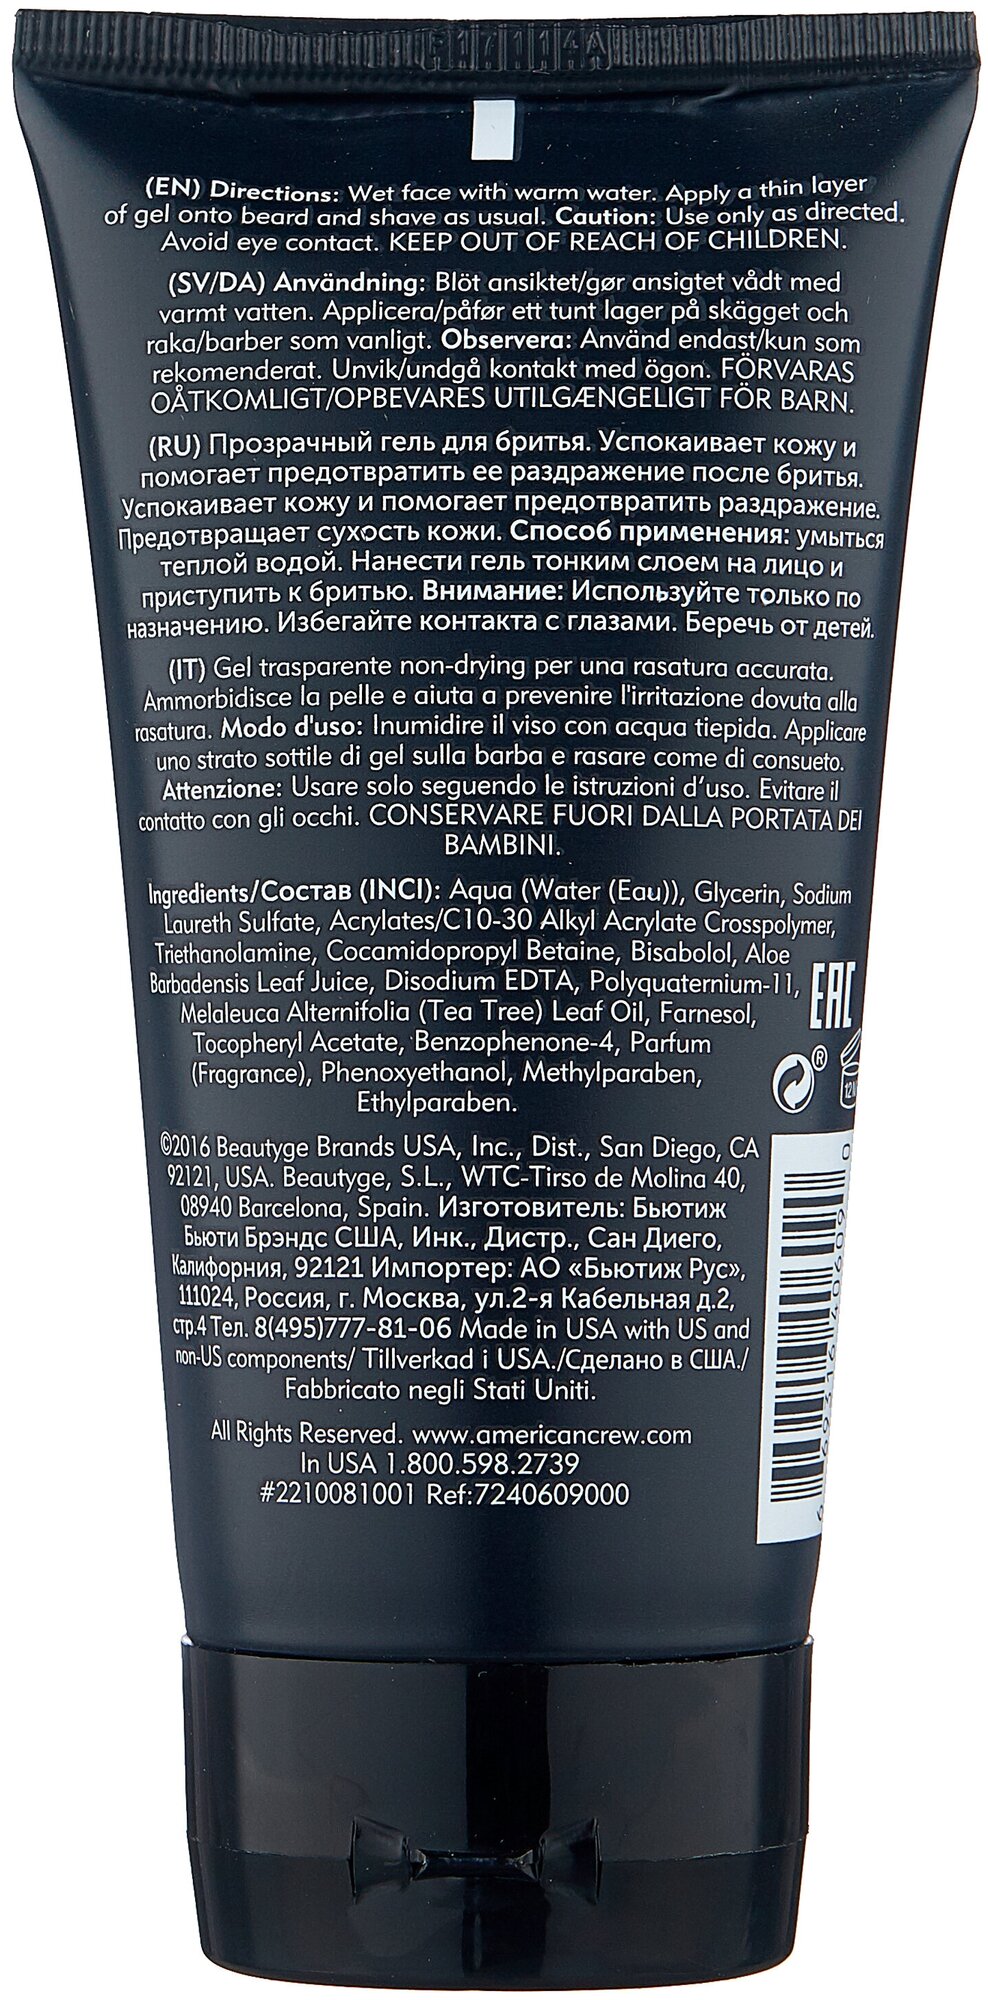 R17114A
(EN) Directions: Wet face with warm water. Apply a thin layer
of gel onto beard and shave as usual. Caution: Use only as directed.
Avoid eye contact. KEEP OUT OF REACH OF CHILDREN.
(SV/DA) Användning: Blöt ansiktet/gør ansigtet vådt med
varmt vatten. Applicera/påfør ett tunt lager på skägget och
raka/barber som vanligt. Observera: Använd endast/kun som
rekomenderat. Unvik/undgå kontakt med ögon. FÖRVARAS
OÅTKOMLIGT/OPBEVARES UTILGÆNGELIGT FÖR BARN.
(RU) Прозрачный гель для бритья. Успокаивает кожу и
помогает предотвратить ее раздражение после бритья.
Успокаивает кожу и помогает предотвратить раздражение.
Предотвращает сухость кожи. Способ применения: умыться
теплой водой. Нанести гель тонким слоем на лицо и
приступить к бритью. Внимание: Используйте только по
назначению. Избегайте контакта с глазами. Беречь от детей.
(IT) Gel trasparente non-drying per una rasatura accurata.
Ammorbidisce la pelle e aiuta a prevenire l'irritazione dovuta alla
rasatura. Modo d'uso: Inumidire il viso con acqua tiepida. Applicare
uno strato sottile di gel sulla barba e rasare come di consueto.
Attenzione: Usare solo seguendo le istruzioni d'uso. Evitare il
contatto con gli occhi. CONSERVARE FUORI DALLA PORTATA DEI
BAMBINI.
Ingredients/Состав (INCI): Aqua (Water (Eau)), Glycerin, Sodium
Laureth Sulfate, Acrylates/C10-30 Alkyl Acrylate Crosspolymer,
Triethanolamine, Cocamidopropyl Betaine, Bisabolol, Aloe
Barbadensis Leaf Juice, Disodium EDTA, Polyquaternium-11,
Melaleuca Alternifolia (Tea Tree) Leaf Oil, Farnesol,
Tocopheryl Acetate, Benzophenone-4, Parfum
(Fragrance), Phenoxyethanol, Methylparaben,
Ethylparaben.
EAC
®
©2016 Beautyge Brands USA, Inc., Dist., San Diego, CA
92121, USA. Beautyge, S.L., WTC-Tirso de Molina 40,
08940 Barcelona, Spain. Изготовитель: Бьютиж
Бьюти Брэндс США, Инк., Дистр., Сан Диего,
Калифорния, 92121 Импортер: АО «Бьютиж Рус»,
111024, Россия, г. Москва, ул.2-я Кабельная д.2,
стр.4 Тел. 8(495)777-81-06 Made in USA with US and
non-US components/ Tillverkad i USA./Сделано в США./
Fabbricato negli Stati Uniti.
All Rights Reserved. www.americancrew.com
In USA 1.800.598.2739
#2210081001 Ref:7240609000